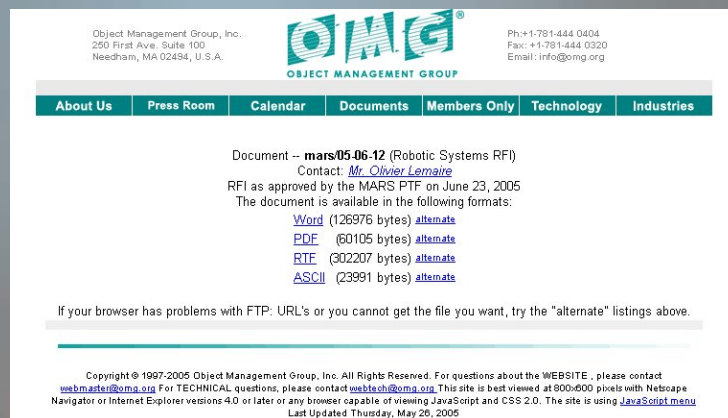 Object Management Group, Inc.
250 First Ave. Suite 100
Needham, MA 02494, U.S.A.
OMG®
OBJECT MANAGEMENT GROUP
Ph:+1-781-444 0404
Fax: +1-781-444 0320
Email: info@omg.org
About Us Press Room Calendar Documents Members Only Technology Industries
Document -- mars/05-06-12 (Robotic Systems RFI)
Contact: Mr. Olivier Lemaire
RFI as approved by the MARS PTF on June 23, 2005
The document is available in the following formats:
Word (126976 bytes) alternate
PDF (60105 bytes) alternate
RTF (302207 bytes) alternate
ASCII (23991 bytes) alternate
If your browser has problems with FTP: URL's or you cannot get the file you want, try the "alternate" listings above.
Copyright © 1997-2005 Object Management Group, Inc. All Rights Reserved. For questions about the WEBSITE , please contact
webmaster@omg.org For TECHNICAL questions, please contact webtech@omg.org This site is best viewed at 800x600 pixels with Netscape
Navigator or Internet Explorer versions 4.0 or later or any browser capable of viewing JavaScript and CSS 2.0. The site is using JavaScript menu
Last Updated Thursday, May 26, 2005